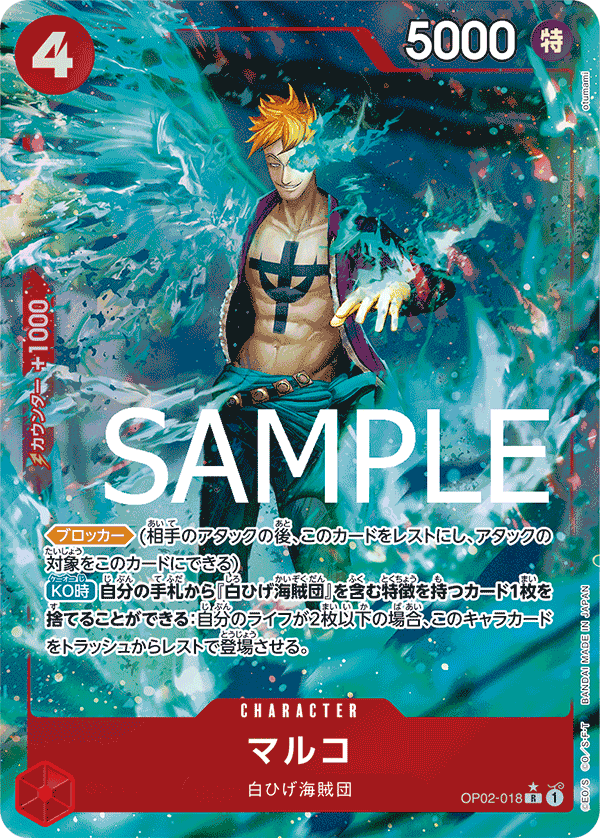 4
5000
特
otumami
カウンター +1000
SAMPLE
ブロッカー (相手のアタックの後、このカードをレストにし、アタックの
対象をこのカードにできる)
KO時 自分の手札から『白ひげ海賊団』を含む特徴を持つカード1枚を
捨てることができる:自分のライフが2枚以下の場合、このキャラカード
をトラッシュからレストで登場させる。
CHARACTER
マルコ
白ひげ海賊団
OP02-018 ★ R 1
©E.O/S. ©O./S·F·T BANDAI MADE IN JAPAN